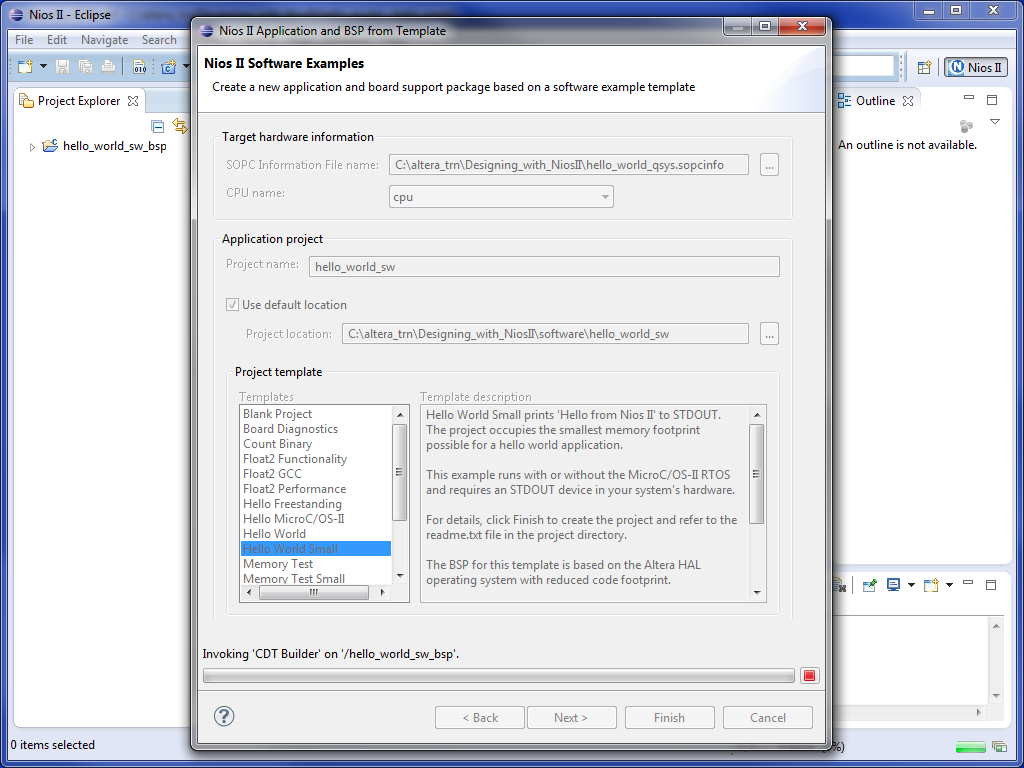 Nios II - Eclipse
Nios II Application and BSP from Template
File Edit Navigate Search
Nios II Software Examples
Create a new application and board support package based on a software example template
010
Nios II
Project Explorer
Outline
hello_world_sw_bsp
An outline is not available.
Target hardware information
SOPC Information File name: C:\altera_trn\Designing_with_NiosII\hello_world_qsys.sopcinfo ...
CPU name: cpu
Application project
Project name: hello_world_sw
Use default location
Project location: C:\altera_trn\Designing_with_NiosII\software\hello_world_sw ...
Project template
Templates
Blank Project
Board Diagnostics
Count Binary
Float2 Functionality
Float2 GCC
Float2 Performance
Hello Freestanding
Hello MicroC/OS-II
Hello World
Hello World Small
Memory Test
Memory Test Small
Template description
Hello World Small prints 'Hello from Nios II' to STDOUT.
The project occupies the smallest memory footprint
possible for a hello world application.
This example runs with or without the MicroC/OS-II RTOS
and requires an STDOUT device in your system's hardware.
For details, click Finish to create the project and refer to the
readme.txt file in the project directory.
The BSP for this template is based on the Altera HAL
operating system with reduced code footprint.
Invoking 'CDT Builder' on '/hello_world_sw_bsp'.
? < Back Next > Finish Cancel
0 items selected
%)